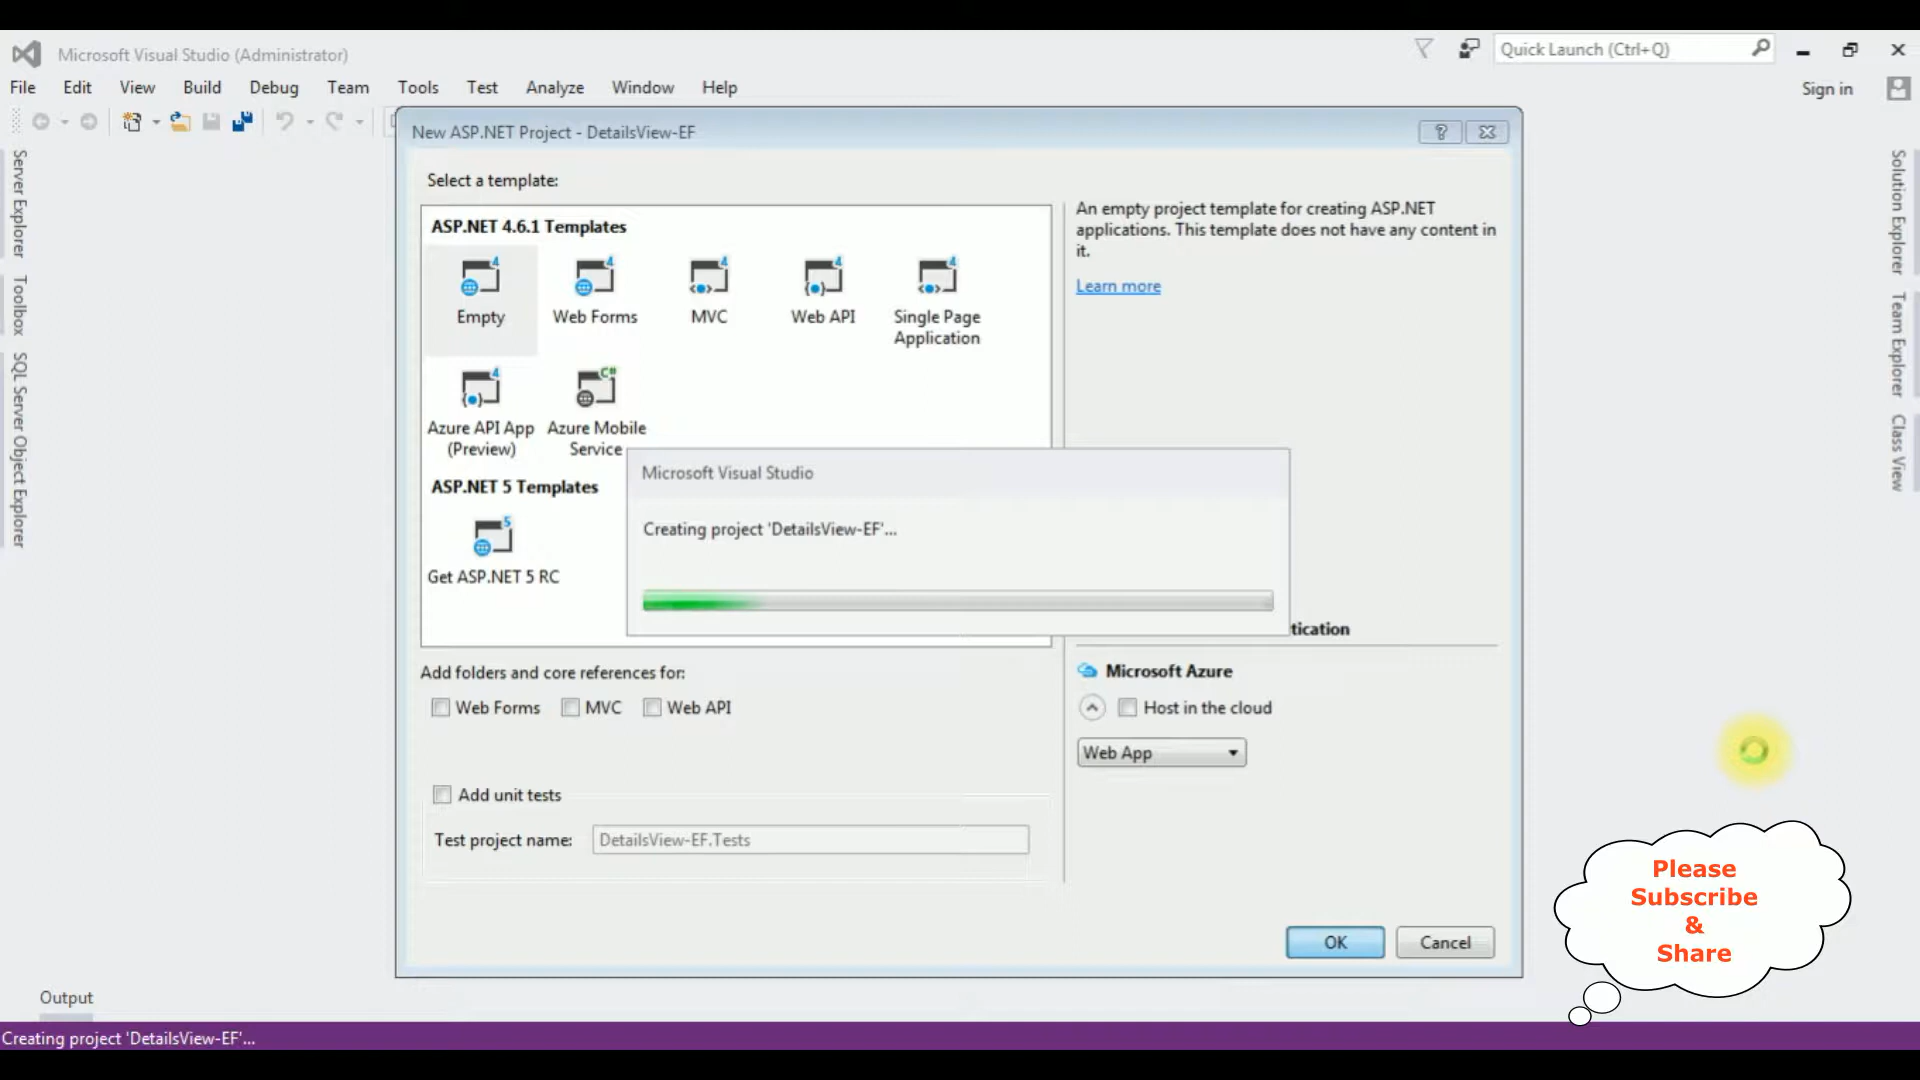 Microsoft Visual Studio (Administrator)
Quick Launch (Ctrl+Q)
File Edit View Build Debug Team Tools Test Analyze Window Help
Sign in
Server Explorer
Toolbox
SQL Server Object Explorer
New ASP.NET Project - DetailsView-EF
?
Select a template:
ASP.NET 4.6.1 Templates
4 4 4 4 4
Empty Web Forms MVC Web API Single Page
Application
4 C#
Azure API App Azure Mobile
(Preview) Service
ASP.NET 5 Templates
5
Get ASP.NET 5 RC
An empty project template for creating ASP.NET
applications. This template does not have any content in
it.
Learn more
Microsoft Visual Studio
Creating project 'DetailsView-EF'...
tication
Add folders and core references for:
Web Forms MVC Web API
Add unit tests
Test project name: DetailsView-EF.Tests
Microsoft Azure
Host in the cloud
Web App
OK Cancel
Solution Explorer
Team Explorer
Class View
Please
Subscribe
&
Share
Output
Creating project 'DetailsView-EF'...